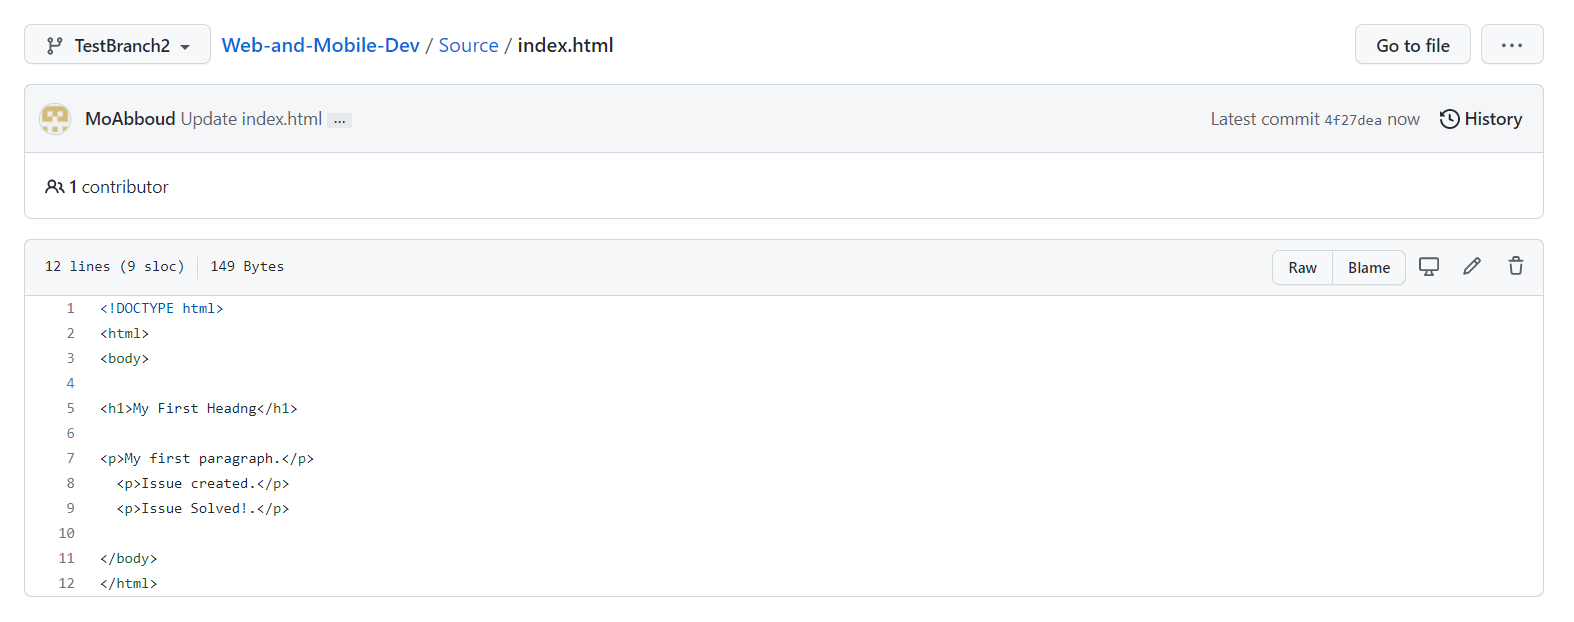 TestBranch2 Web-and-Mobile-Dev / Source / index.html Go to file ...
MoAbboud Update index.html ... Latest commit 4f27dea now History
1 contributor
12 lines (9 sloc) 149 Bytes Raw Blame
1 <!DOCTYPE html>
2 <html>
3 <body>
4
5 <h1>My First Headng</h1>
6
7 <p>My first paragraph.</p>
8   <p>Issue created.</p>
9   <p>Issue Solved!.</p>
10
11 </body>
12 </html>